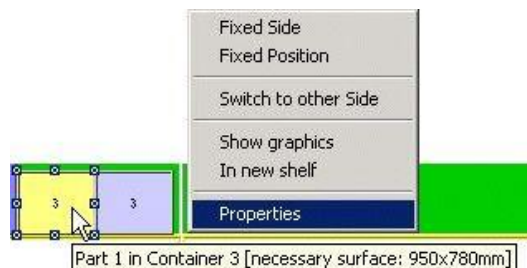 Fixed Side
Fixed Position
Switch to other Side
Show graphics
In new shelf
Properties
3
3
Part 1 in Container 3 [necessary surface: 950x780mm]